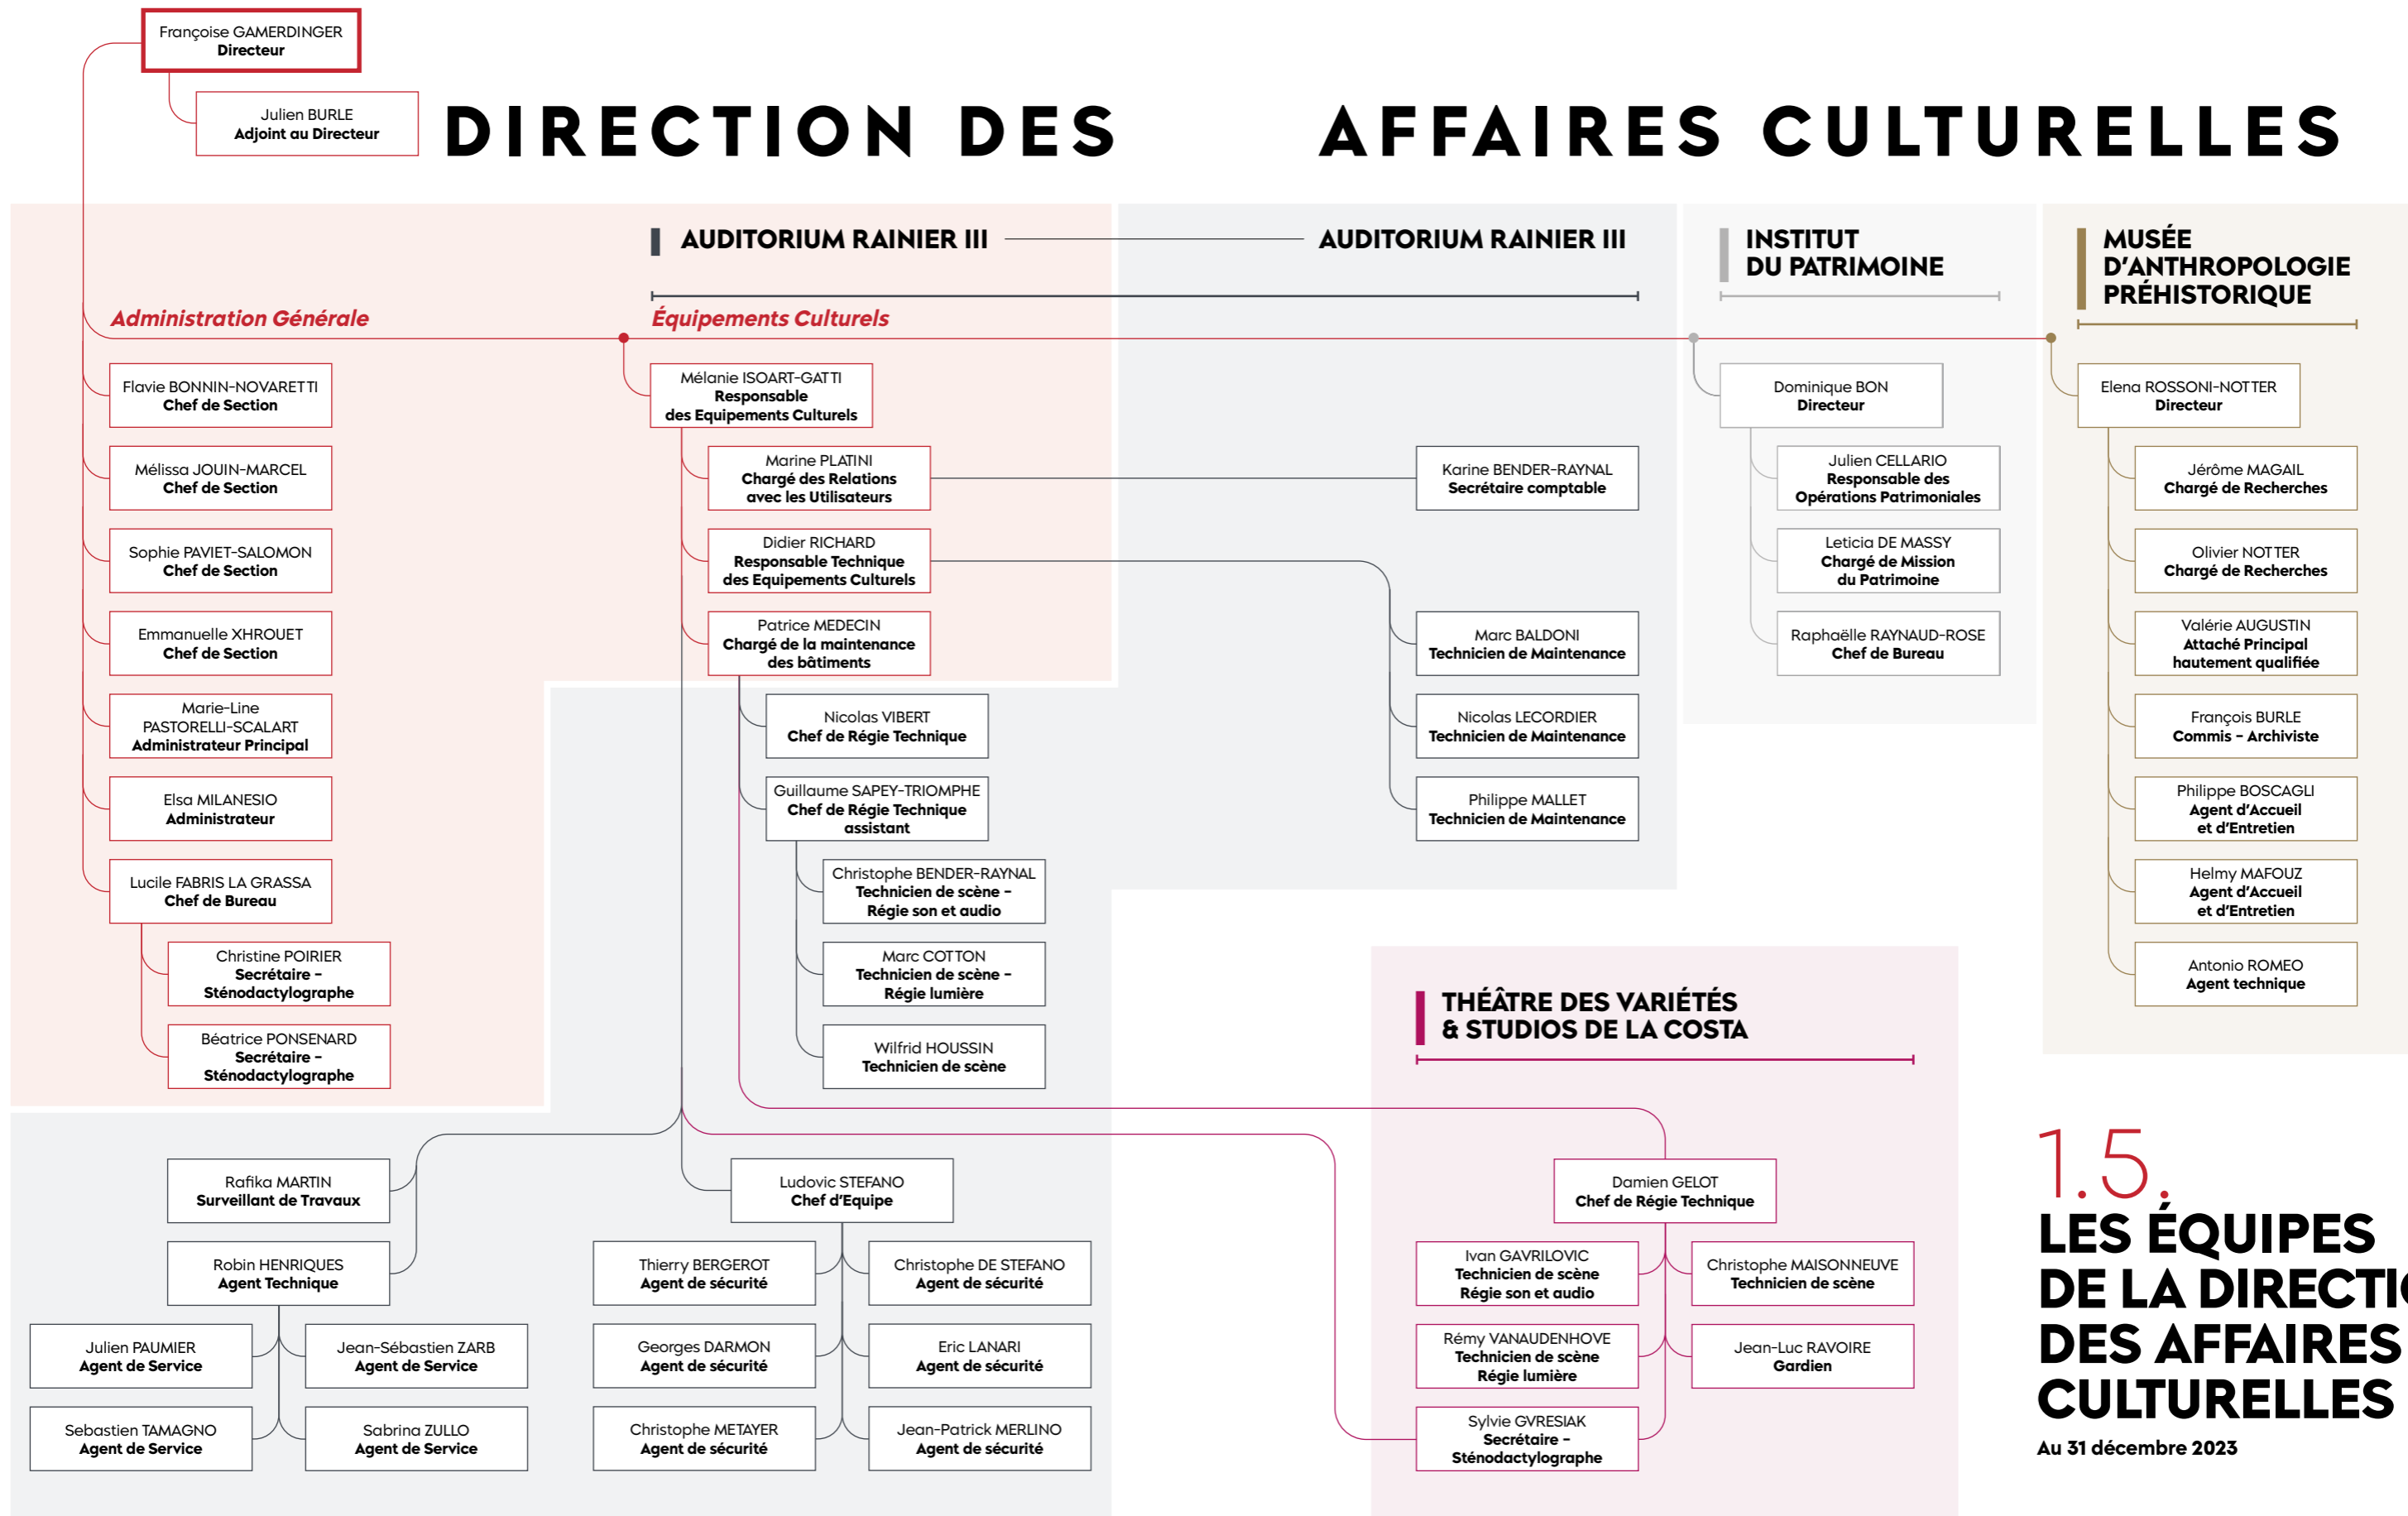 Françoise GAMERDINGER
Directeur
Julien BURLE
Adjoint au Directeur
DIRECTION DES AFFAIRES CULTURELLES
Administration Générale
Flavie BONNIN-NOVARETTI
Chef de Section
Mélissa JOUIN-MARCEL
Chef de Section
Sophie PAVIET-SALOMON
Chef de Section
Emmanuelle XHROUET
Chef de Section
Marie-Line
PASTORELLI-SCALART
Administrateur Principal
Elsa MILANESIO
Administrateur
Lucile FABRIS LA GRASSA
Chef de Bureau
Christine POIRIER
Secrétaire –
Sténodactylographe
Béatrice PONSENARD
Secrétaire –
Sténodactylographe
AUDITORIUM RAINIER III
AUDITORIUM RAINIER III
Équipements Culturels
Mélanie ISOART-GATTI
Responsable
des Equipements Culturels
Marine PLATINI
Chargé des Relations
avec les Utilisateurs
Didier RICHARD
Responsable Technique
des Equipements Culturels
Patrice MEDECIN
Chargé de la maintenance
des bâtiments
Nicolas VIBERT
Chef de Régie Technique
Guillaume SAPEY-TRIOMPHE
Chef de Régie Technique
assistant
Christophe BENDER-RAYNAL
Technicien de scène –
Régie son et audio
Marc COTTON
Technicien de scène –
Régie lumière
Wilfrid HOUSSIN
Technicien de scène
Karine BENDER-RAYNAL
Secrétaire comptable
Marc BALDONI
Technicien de Maintenance
Nicolas LECORDIER
Technicien de Maintenance
Philippe MALLET
Technicien de Maintenance
INSTITUT
DU PATRIMOINE
Dominique BON
Directeur
Julien CELLARIO
Responsable des
Opérations Patrimoniales
Leticia DE MASSY
Chargé de Mission
du Patrimoine
Raphaëlle RAYNAUD-ROSE
Chef de Bureau
MUSÉE
D'ANTHROPOLOGIE
PRÉHISTORIQUE
Elena ROSSONI-NOTTER
Directeur
Jérôme MAGAIL
Chargé de Recherches
Olivier NOTTER
Chargé de Recherches
Valérie AUGUSTIN
Attaché Principal
hautement qualifiée
François BURLE
Commis – Archiviste
Philippe BOSCAGLI
Agent d'Accueil
et d'Entretien
Helmy MAFOUZ
Agent d'Accueil
et d'Entretien
Antonio ROMEO
Agent technique
Rafika MARTIN
Surveillant de Travaux
Robin HENRIQUES
Agent Technique
Julien PAUMIER
Agent de Service
Jean-Sébastien ZARB
Agent de Service
Sebastien TAMAGNO
Agent de Service
Sabrina ZULLO
Agent de Service
Ludovic STEFANO
Chef d'Equipe
Thierry BERGEROT
Agent de sécurité
Christophe DE STEFANO
Agent de sécurité
Georges DARMON
Agent de sécurité
Eric LANARI
Agent de sécurité
Christophe METAYER
Agent de sécurité
Jean-Patrick MERLINO
Agent de sécurité
THÉÂTRE DES VARIÉTÉS
& STUDIOS DE LA COSTA
Damien GELOT
Chef de Régie Technique
Ivan GAVRILOVIC
Technicien de scène
Régie son et audio
Christophe MAISONNEUVE
Technicien de scène
Rémy VANAUDENHOVE
Technicien de scène
Régie lumière
Jean-Luc RAVOIRE
Gardien
Sylvie GVRESIAK
Secrétaire –
Sténodactylographe
1.5.
LES ÉQUIPES
DE LA DIRECTI
DES AFFAIRES
CULTURELLES
Au 31 décembre 2023